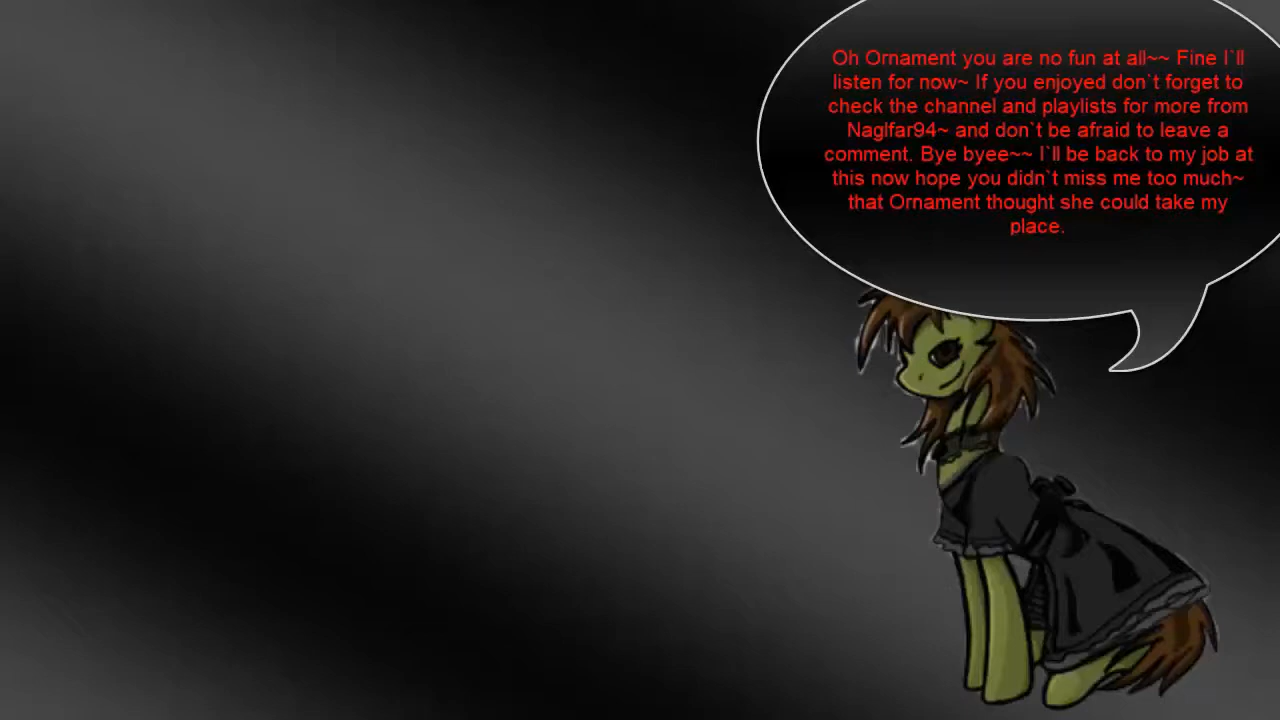 Oh Ornament you are no fun at all~~ Fine I`ll
listen for now~ If you enjoyed don`t forget to
check the channel and playlists for more from
Naglfar94~ and don`t be afraid to leave a
comment. Bye byee~~ I`ll be back to my job at
this now hope you didn`t miss me too much~
that Ornament thought she could take my
place.